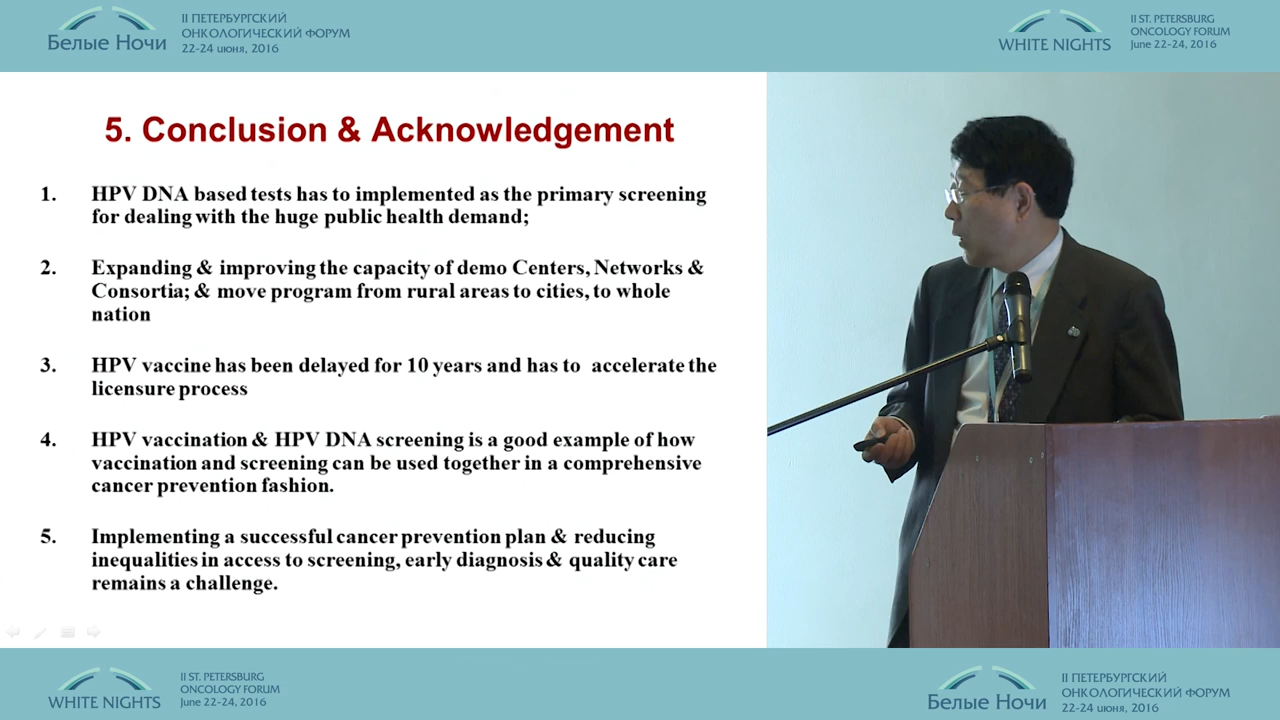 Белые Ночи
II ПЕТЕРБУРГСКИЙ
ОНКОЛОГИЧЕСКИЙ ФОРУМ
22-24 июня, 2016
WHITE NIGHTS
II ST. PETERSBURG
ONCOLOGY FORUM
June 22-24, 2016
5. Conclusion & Acknowledgement
1. HPV DNA based tests has to implemented as the primary screening
for dealing with the huge public health demand;
2. Expanding & improving the capacity of demo Centers, Networks &
Consortia; & move program from rural areas to cities, to whole
nation
3. HPV vaccine has been delayed for 10 years and has to accelerate the
licensure process
4. HPV vaccination & HPV DNA screening is a good example of how
vaccination and screening can be used together in a comprehensive
cancer prevention fashion.
5. Implementing a successful cancer prevention plan & reducing
inequalities in access to screening, early diagnosis & quality care
remains a challenge.
WHITE NIGHTS
II ST. PETERSBURG
ONCOLOGY FORUM
June 22-24, 2016
Белые Ночи
II ПЕТЕРБУРГСКИЙ
ОНКОЛОГИЧЕСКИЙ ФОРУМ
22-24 июня, 2016